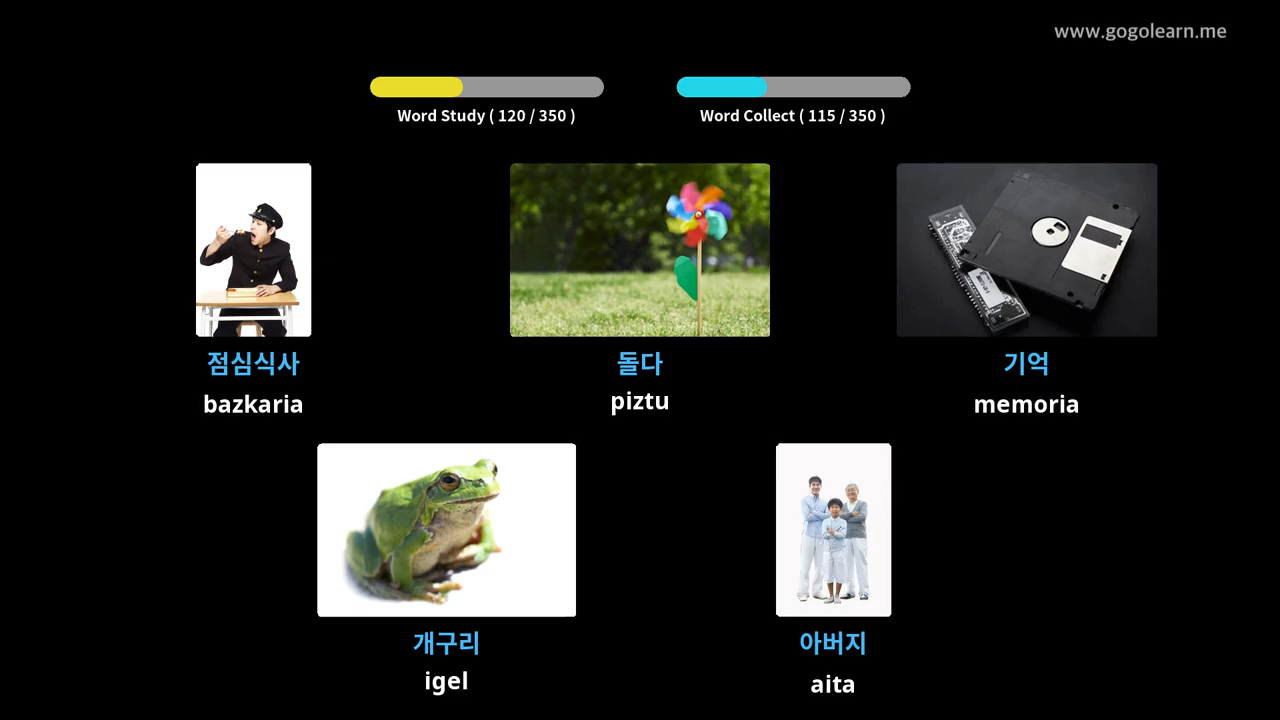 www.gogolearn.me
Word Study ( 120 / 350 )
Word Collect ( 115 / 350 )
점심식사
bazkaria
돌다
piztu
기억
memoria
개구리
igel
아버지
aita